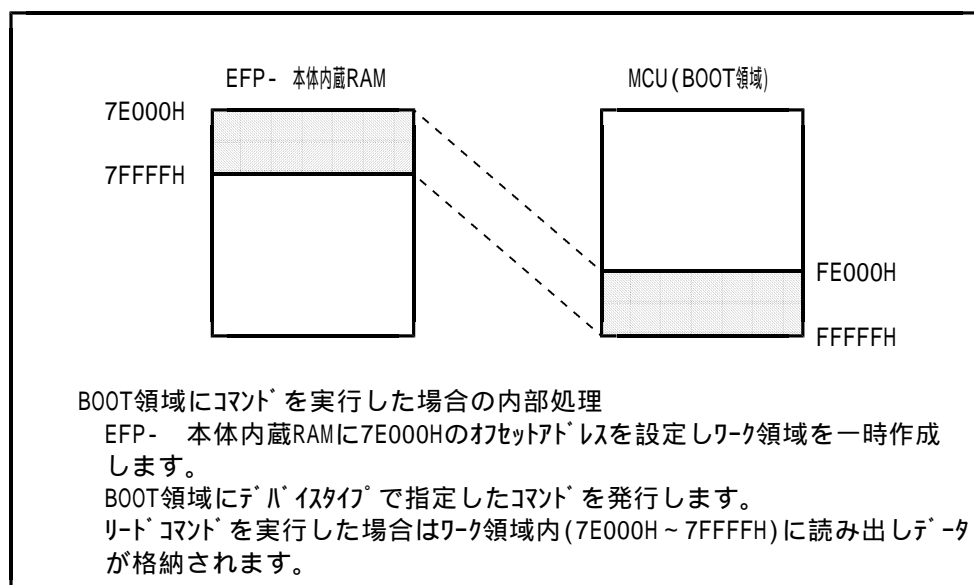 EFP- 本体内蔵RAM
MCU(BOOT領域)
7E000H
7FFFFH
FE000H
FFFFFH
BOOT領域にｺﾏﾝﾄﾞを実行した場合の内部処理
EFP- 本体内蔵RAMに7E000Hのｵﾌｾｯﾄｱﾄﾞﾚｽを設定しﾜｰｸ領域を一時作成
します。
BOOT領域にﾃﾞﾊﾞｲｽﾀｲﾌﾟで指定したｺﾏﾝﾄﾞを発行します。
ﾘｰﾄﾞｺﾏﾝﾄﾞを実行した場合はﾜｰｸ領域内(7E000H～7FFFFH)に読み出しﾃﾞｰﾀ
が格納されます。